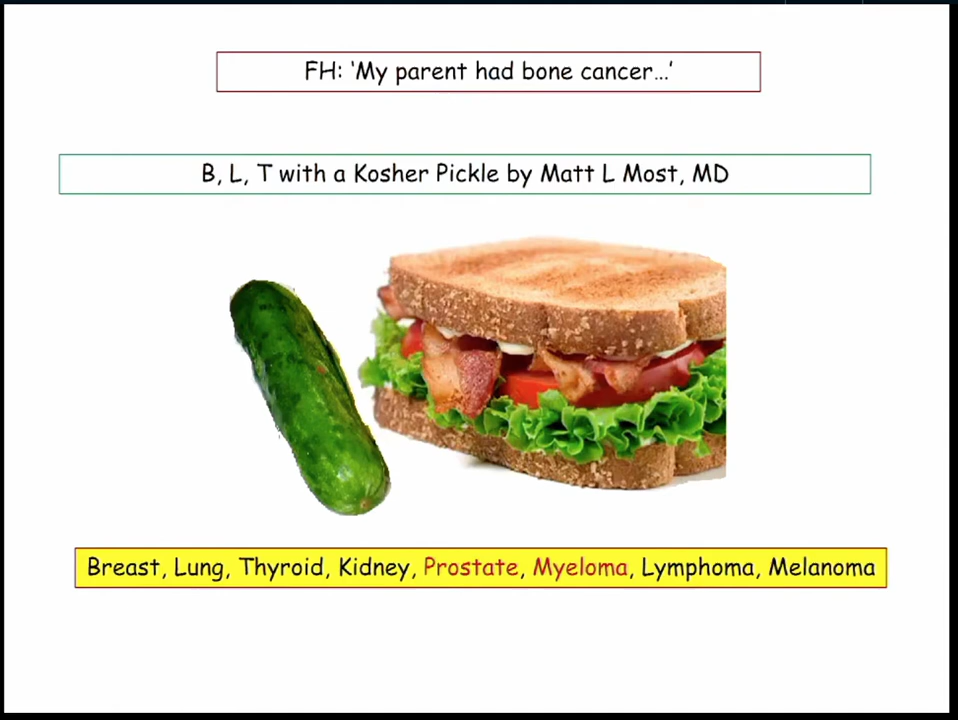 FH: ‘My parent had bone cancer…’
B, L, T with a Kosher Pickle by Matt L Most, MD
Breast, Lung, Thyroid, Kidney, Prostate, Myeloma, Lymphoma, Melanoma